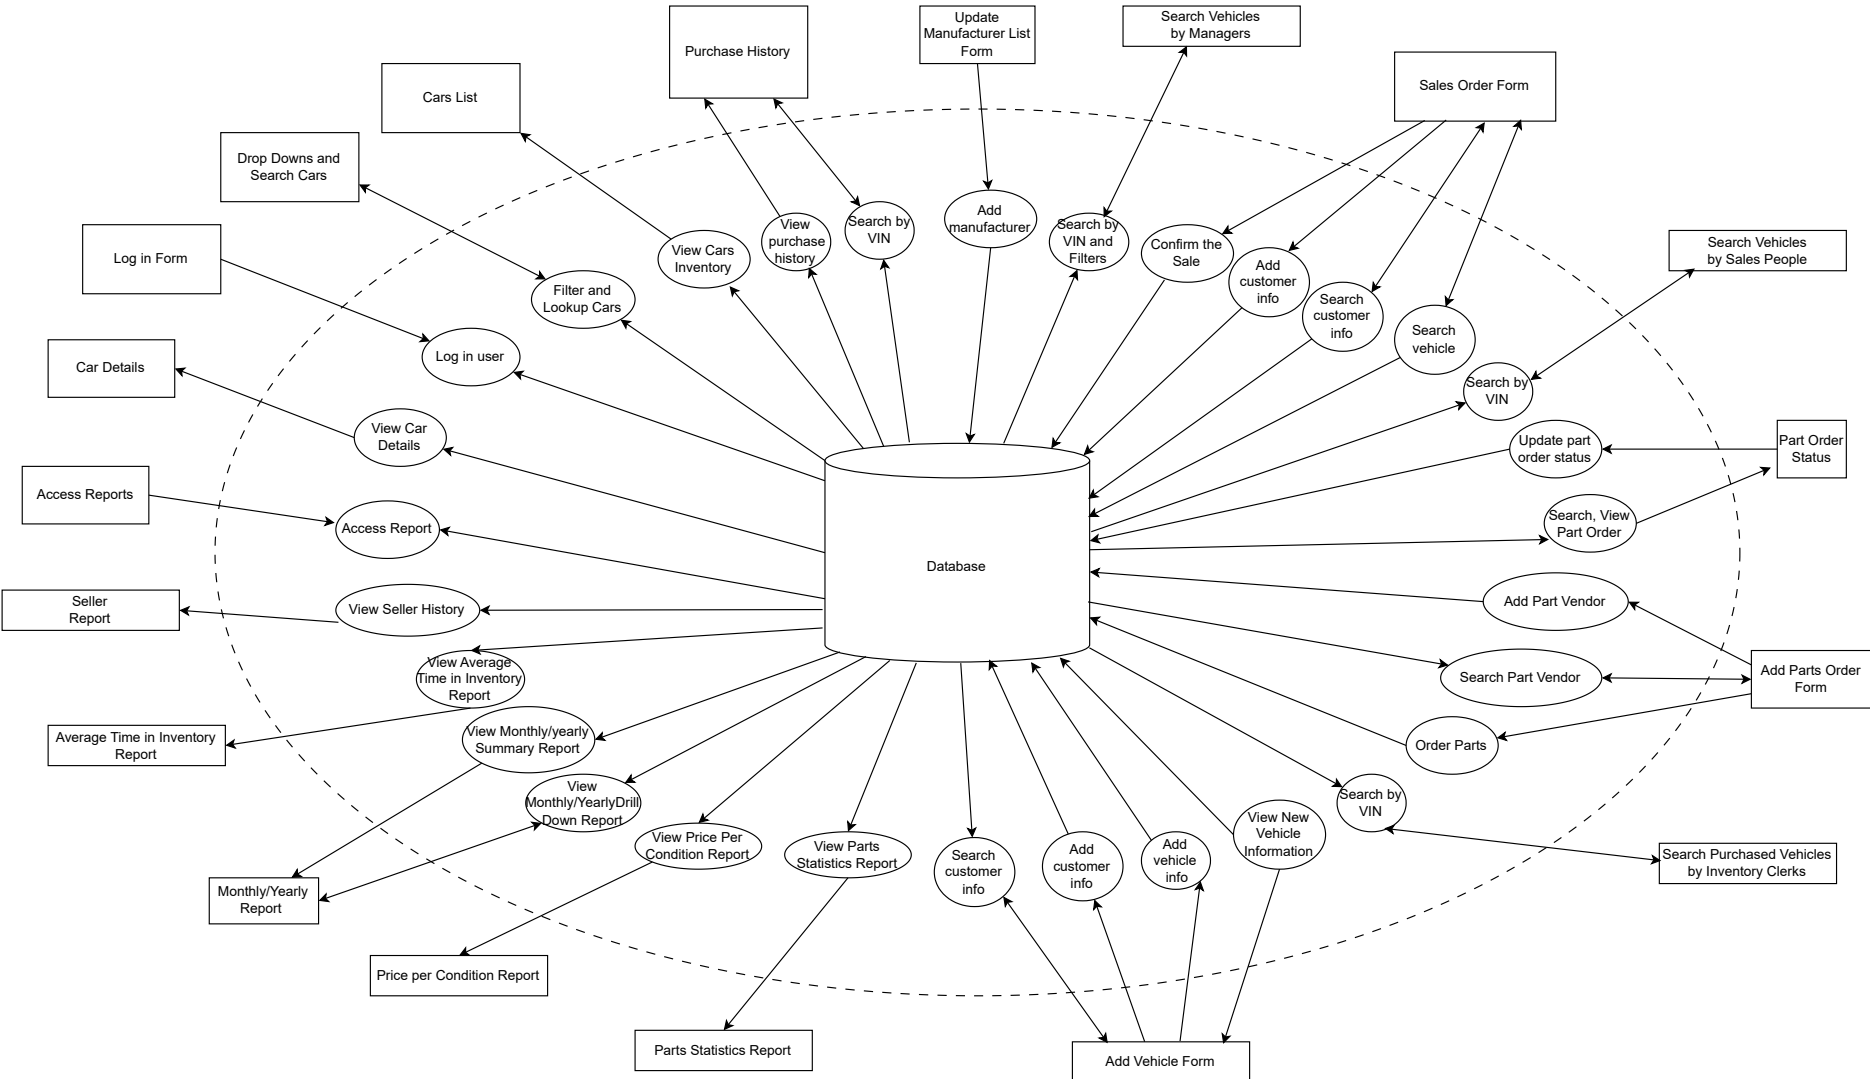 Purchase History
Update
Manufacturer List
Form
Search Vehicles
by Managers
Sales Order Form
Cars List
Drop Downs and
Search Cars
Log in Form
Car Details
Access Reports
Seller
Report
Average Time in Inventory
Report
Monthly/Yearly
Report
Price per Condition Report
Parts Statistics Report
Add Vehicle Form
Search Purchased Vehicles
by Inventory Clerks
Add Parts Order
Form
Part Order
Status
Search Vehicles
by Sales People
View Cars
Inventory
View
purchase
history
Search by
VIN
Add
manufacturer
Search by
VIN and
Filters
Confirm the
Sale
Add
customer
info
Search
customer
info
Search
vehicle
Search by
VIN
Update part
order status
Search, View
Part Order
Add Part Vendor
Search Part Vendor
Order Parts
Search by
VIN
View New
Vehicle
Information
Add
vehicle
info
Add
customer
info
Search
customer
info
View Parts
Statistics Report
View Price Per
Condition Report
View
Monthly/YearlyDrill
Down Report
View Monthly/yearly
Summary Report
View Average
Time in Inventory
Report
View Seller History
Access Report
View Car
Details
Log in user
Filter and
Lookup Cars
Database